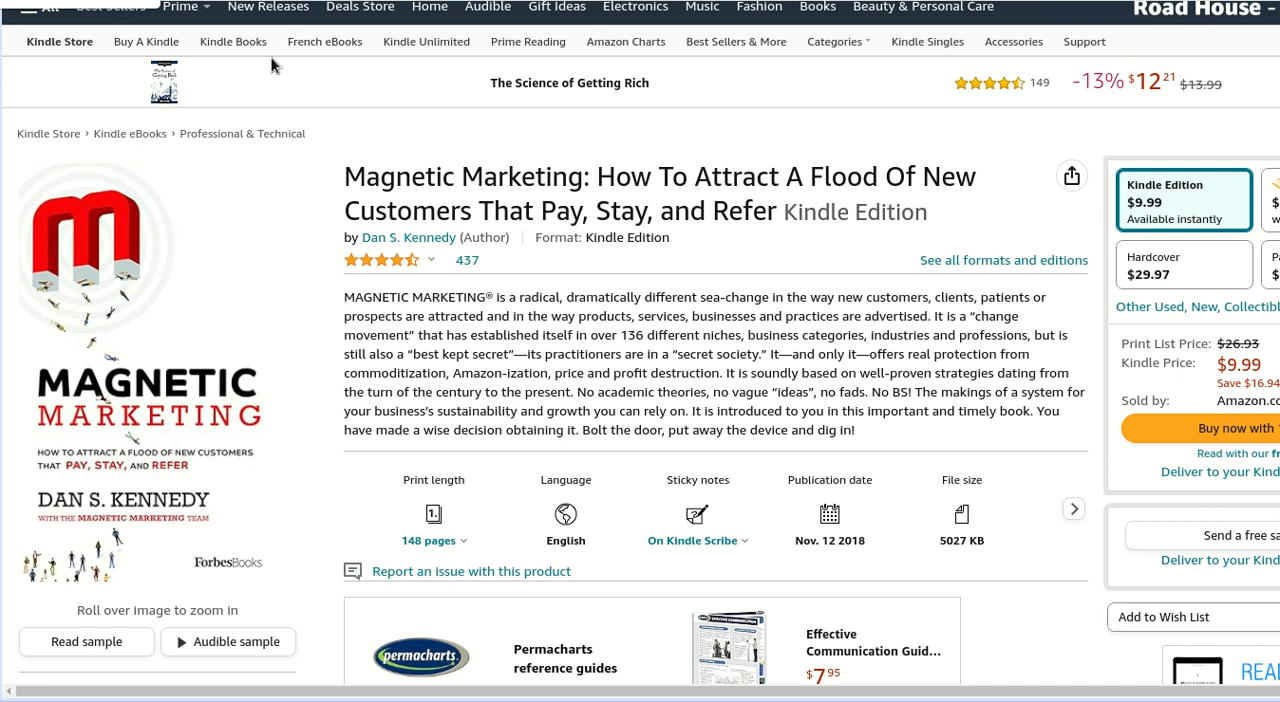 All Best Sellers Prime New Releases Deals Store Home Audible Gift Ideas Electronics Music Fashion Books Beauty & Personal Care Road House -
Kindle Store Buy A Kindle Kindle Books French eBooks Kindle Unlimited Prime Reading Amazon Charts Best Sellers & More Categories Kindle Singles Accessories Support
The Science of Getting Rich 149 -13% $12 21 $13.99
Kindle Store › Kindle eBooks › Professional & Technical
MAGNETIC
MARKETING
HOW TO ATTRACT A FLOOD OF NEW CUSTOMERS
THAT PAY, STAY, AND REFER
DAN S. KENNEDY
WITH THE MAGNETIC MARKETING TEAM
ForbesBooks
Roll over image to zoom in
Read sample Audible sample
Magnetic Marketing: How To Attract A Flood Of New
Customers That Pay, Stay, and Refer Kindle Edition
by Dan S. Kennedy (Author) Format: Kindle Edition
437 See all formats and editions
MAGNETIC MARKETING® is a radical, dramatically different sea-change in the way new customers, clients, patients or
prospects are attracted and in the way products, services, businesses and practices are advertised. It is a “change
movement” that has established itself in over 136 different niches, business categories, industries and professions, but is
still also a “best kept secret”—its practitioners are in a “secret society.” It—and only it—offers real protection from
commoditization, Amazon-ization, price and profit destruction. It is soundly based on well-proven strategies dating from
the turn of the century to the present. No academic theories, no vague “ideas”, no fads. No BS! The makings of a system for
your business’s sustainability and growth you can rely on. It is introduced to you in this important and timely book. You
have made a wise decision obtaining it. Bolt the door, put away the device and dig in!
Print length Language Sticky notes Publication date File size
148 pages English On Kindle Scribe Nov. 12 2018 5027 KB
Report an issue with this product
permacharts
Permacharts
reference guides
Effective
Communication Guid...
$7 95
Kindle Edition
$9.99
Available instantly
Hardcover
$29.97
Other Used, New, Collectibl
Print List Price: $26.93
Kindle Price: $9.99
Save $16.94
Sold by: Amazon.c
Buy now with
Read with our fr
Deliver to your Kind
Send a free sa
Deliver to your Kind
Add to Wish List
READ